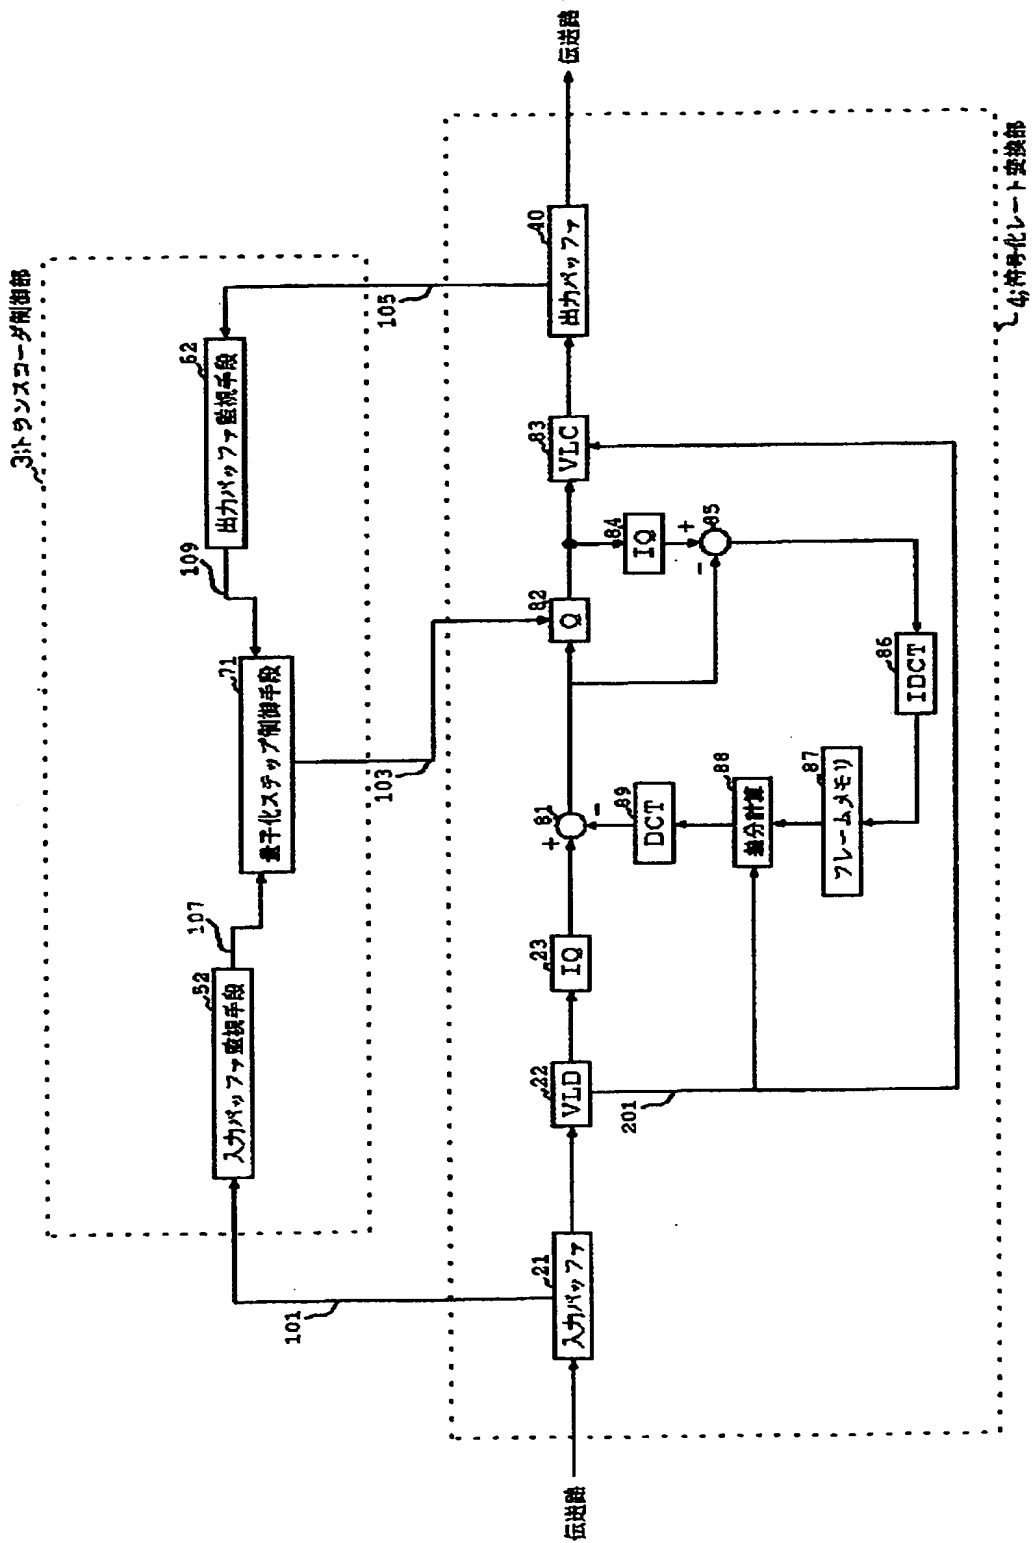 3;トランスコーダ制御部
52
入力バッファ監視手段
107
71
量子化ステップ制御手段
109
62
出力バッファ監視手段
101
103
105
4;符号化レート変換部
伝送路
21
入力バッファ
22
VLD
23
IQ
+
81
-
82
Q
83
VLC
40
出力バッファ
伝送路
84
IQ
+
-
85
89
DCT
88
差分計算
87
フレームメモリ
86
IDCT
201